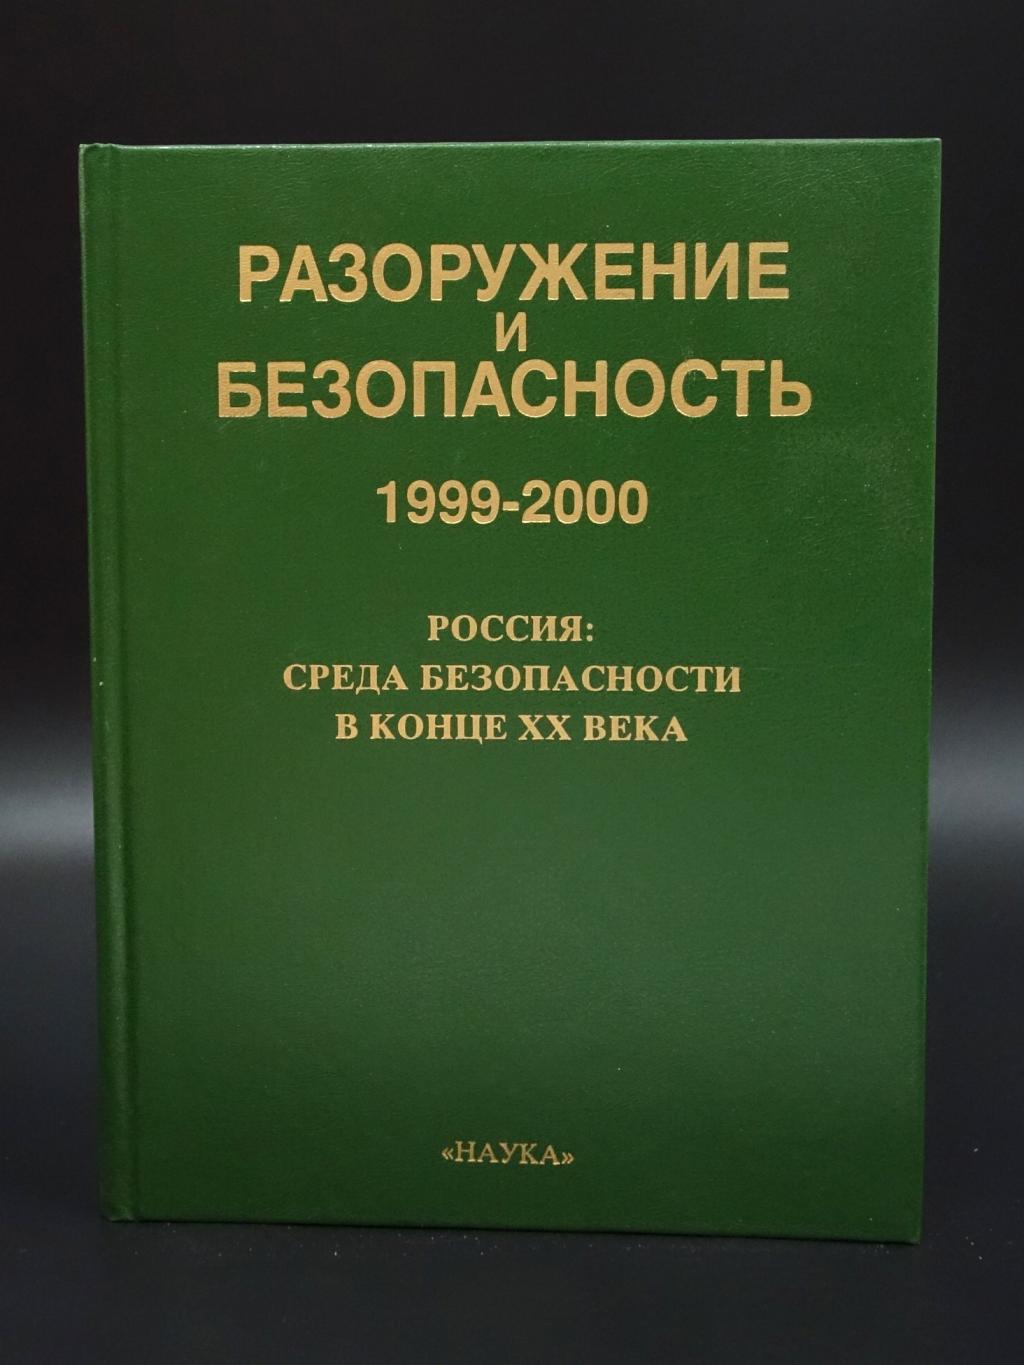 РАЗОРУЖЕНИЕ
И
БЕЗОПАСНОСТЬ
1999-2000
РОССИЯ:
СРЕДА БЕЗОПАСНОСТИ
В КОНЦЕ XX ВЕКА
«НАУКА»